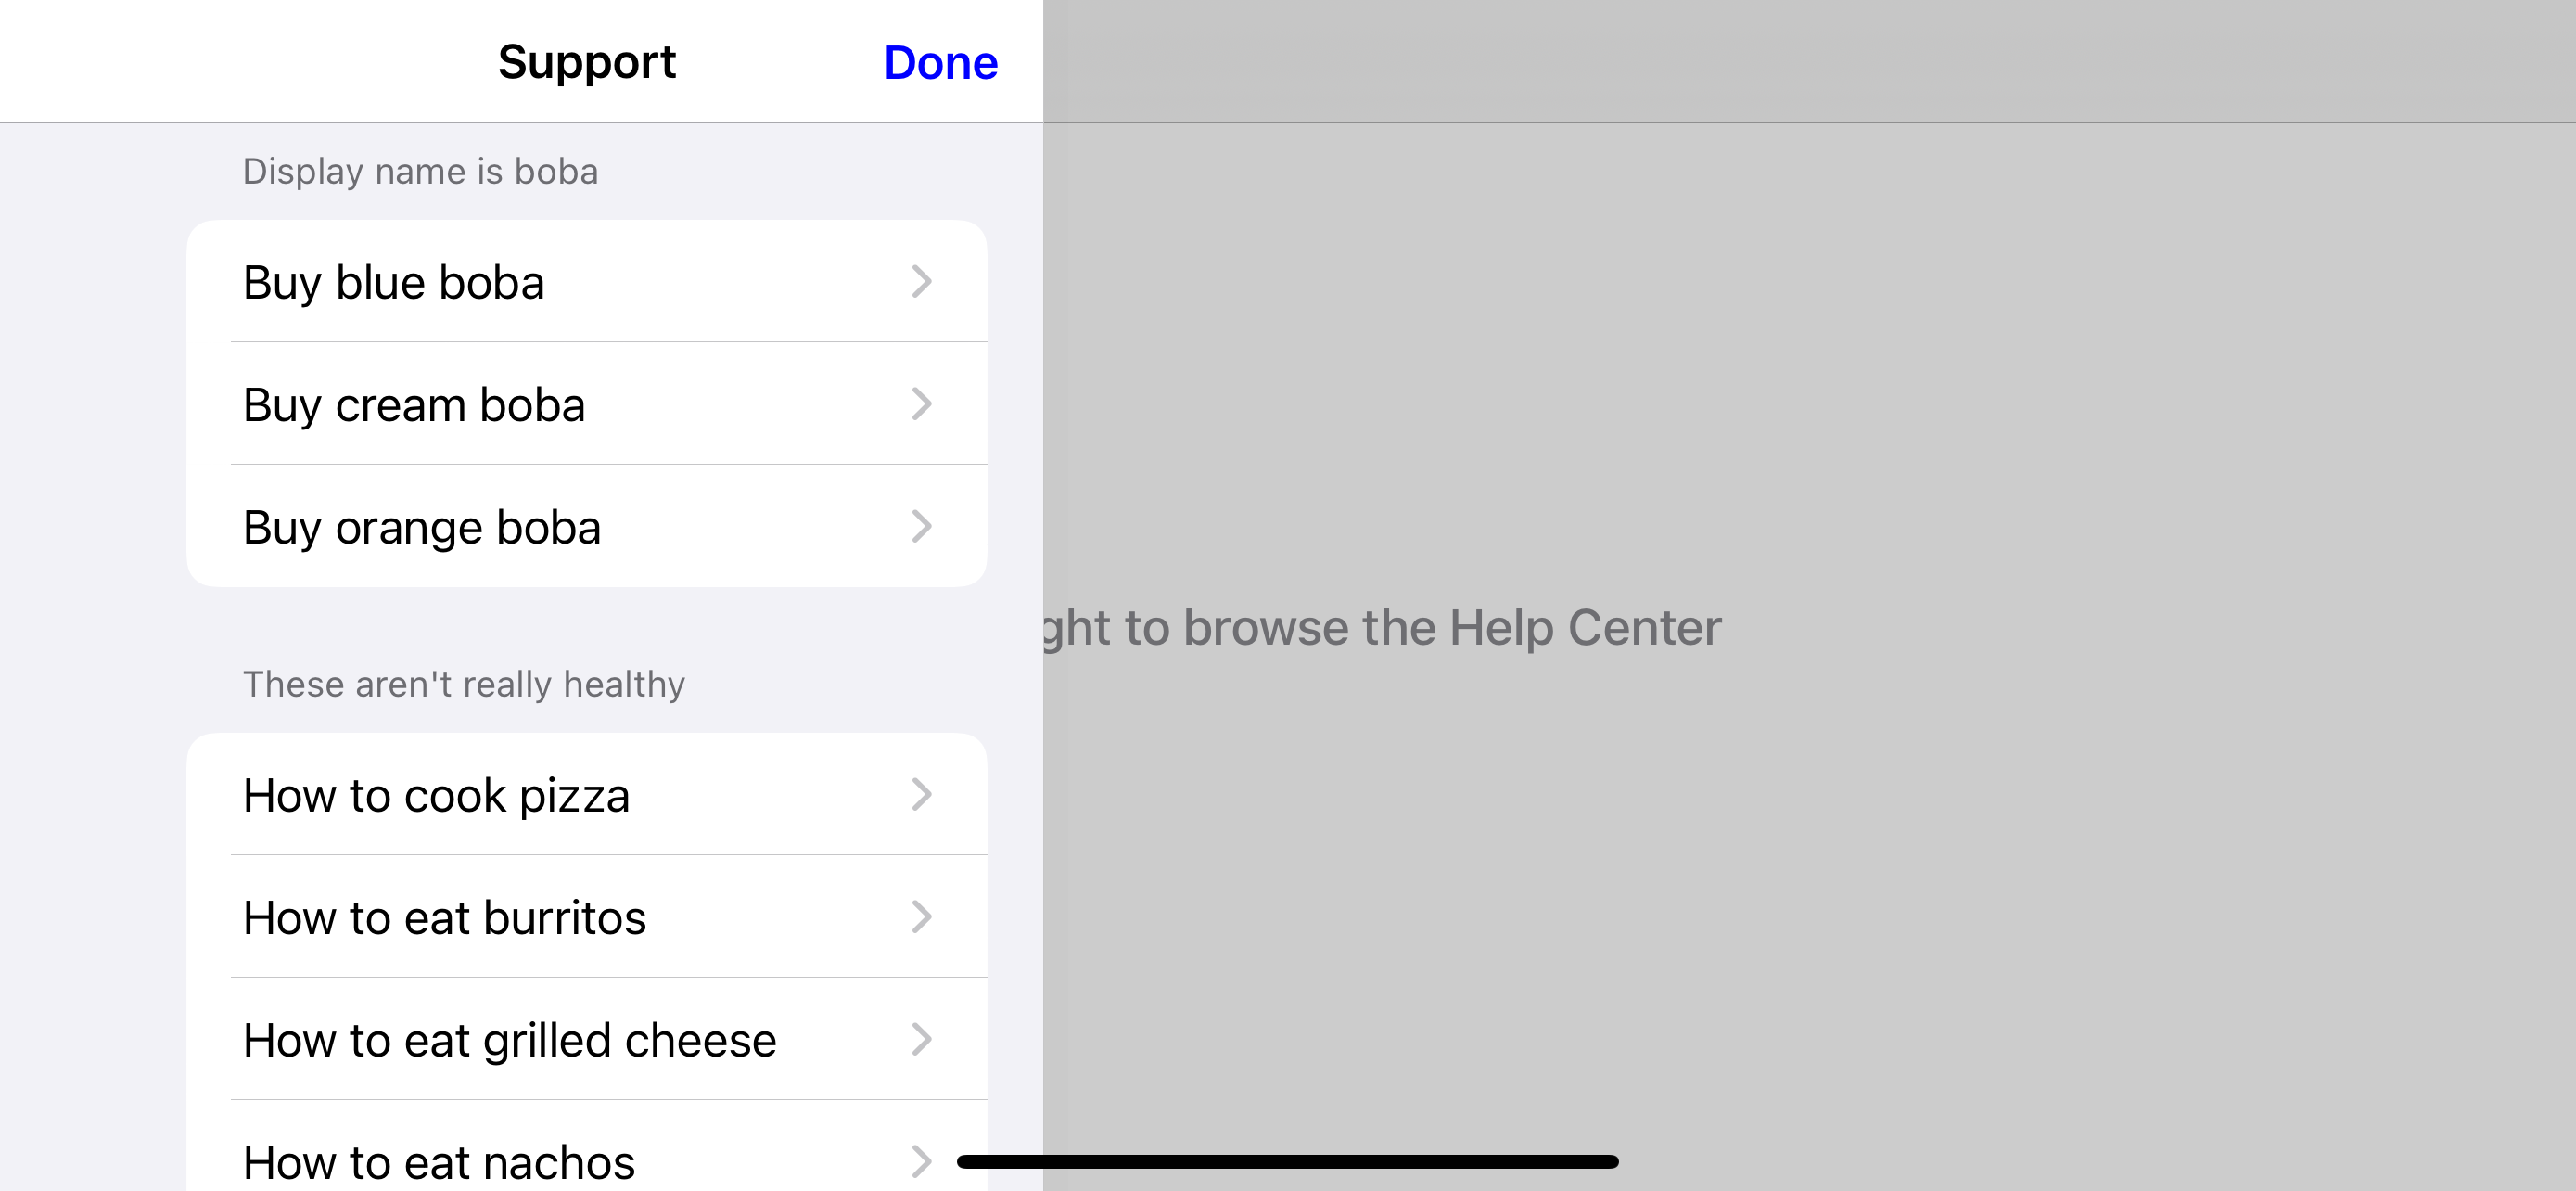 Support
Done
Display name is boba
Buy blue boba
Buy cream boba
Buy orange boba
to browse the Help Center
These aren't really healthy
How to cook pizza
How to eat burritos
How to eat grilled cheese
How to eat nachos